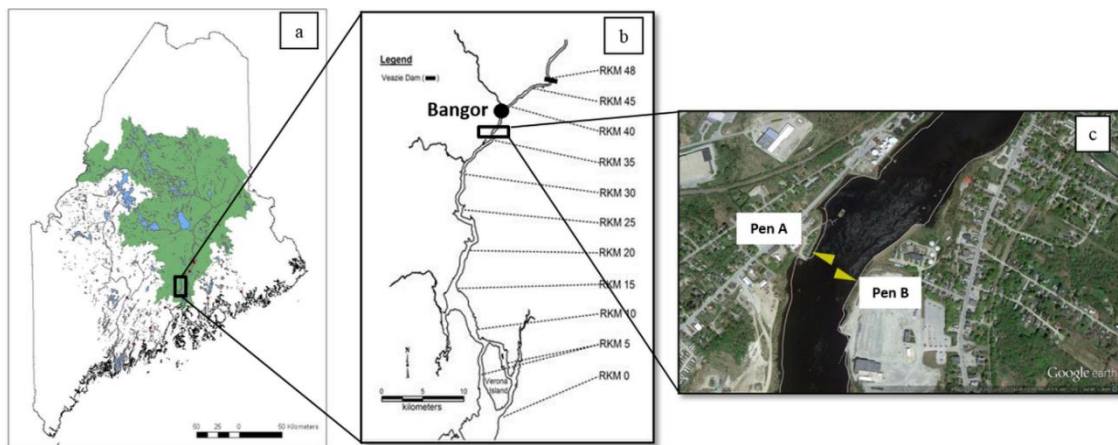 a
50 25 0 50 Kilometers
b
Legend
Veazie Dam
Bangor
RKM 48
RKM 45
RKM 40
RKM 35
RKM 30
RKM 25
RKM 20
RKM 15
RKM 10
RKM 5
RKM 0
Verona
Island
N
0 5 10
kilometers
c
Pen A
Pen B
Google earth